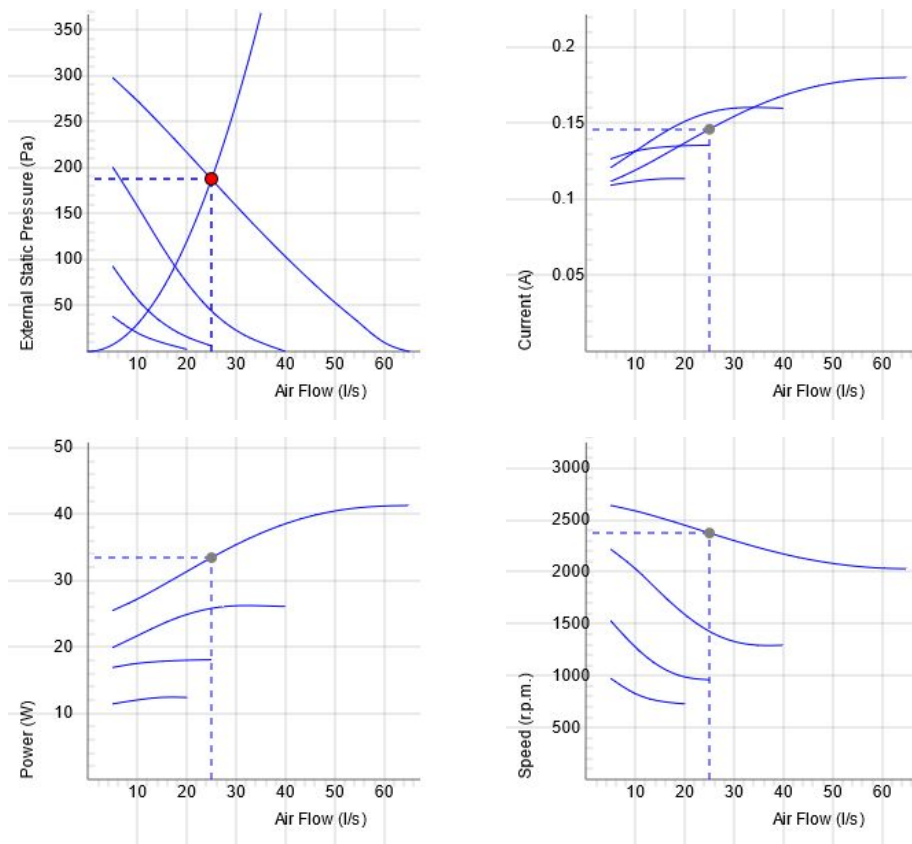 External Static Pressure (Pa)
350
300
250
200
150
100
50
10 20 30 40 50 60
Air Flow (l/s)
Current (A)
0.2
0.15
0.1
0.05
10 20 30 40 50 60
Air Flow (l/s)
Power (W)
50
40
30
20
10
10 20 30 40 50 60
Air Flow (l/s)
Speed (r.p.m.)
3000
2500
2000
1500
1000
500
10 20 30 40 50 60
Air Flow (l/s)